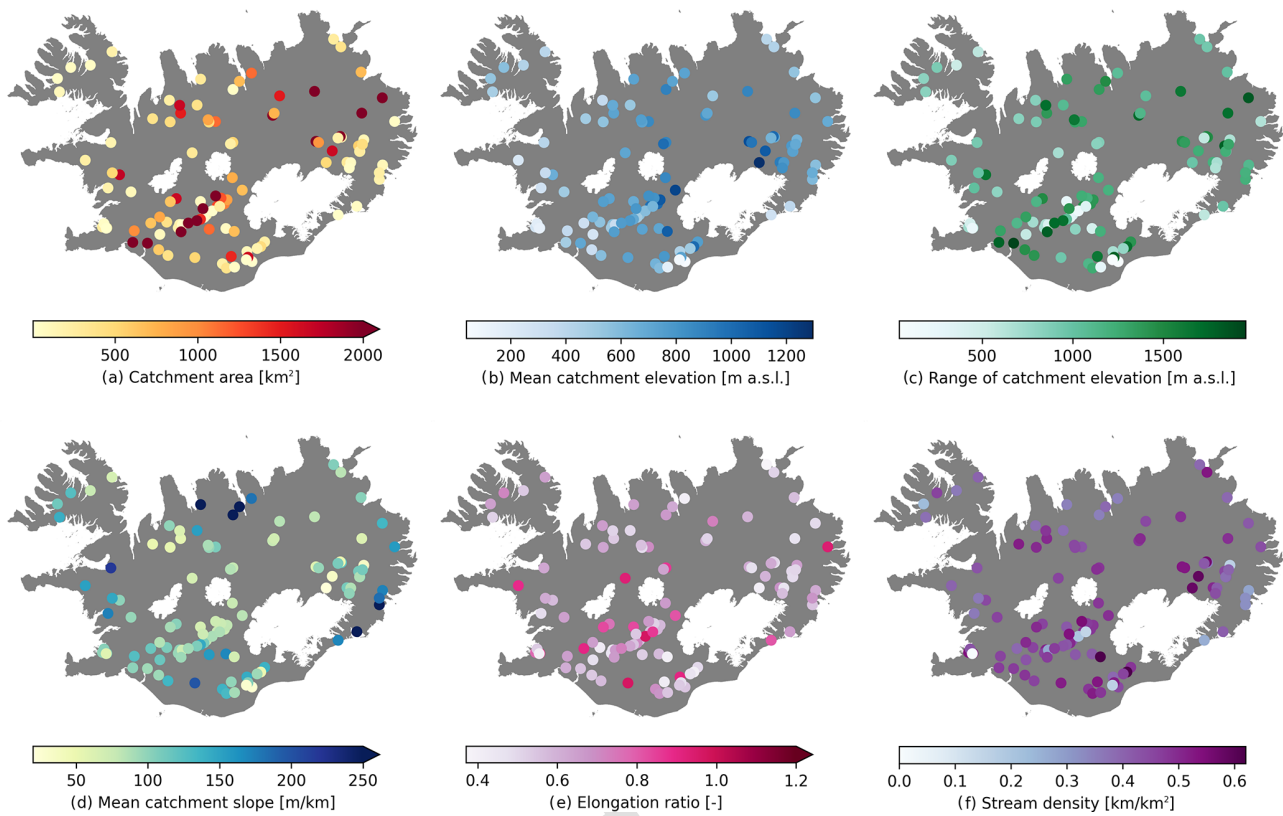 500 1000 1500 2000
(a) Catchment area [km²]
200 400 600 800 1000 1200
(b) Mean catchment elevation [m a.s.l.]
500 1000 1500
(c) Range of catchment elevation [m a.s.l.]
50 100 150 200 250
(d) Mean catchment slope [m/km]
0.4 0.6 0.8 1.0 1.2
(e) Elongation ratio [-]
0.0 0.1 0.2 0.3 0.4 0.5 0.6
(f) Stream density [km/km²]